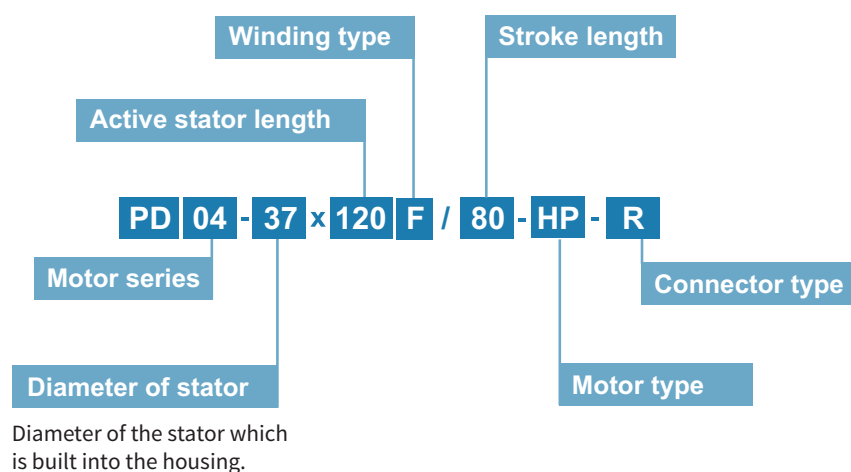 Winding type
Stroke length
Active stator length
PD 04 - 37 x 120 F / 80 - HP - R
Motor series
Connector type
Diameter of stator
Motor type
Diameter of the stator which
is built into the housing.